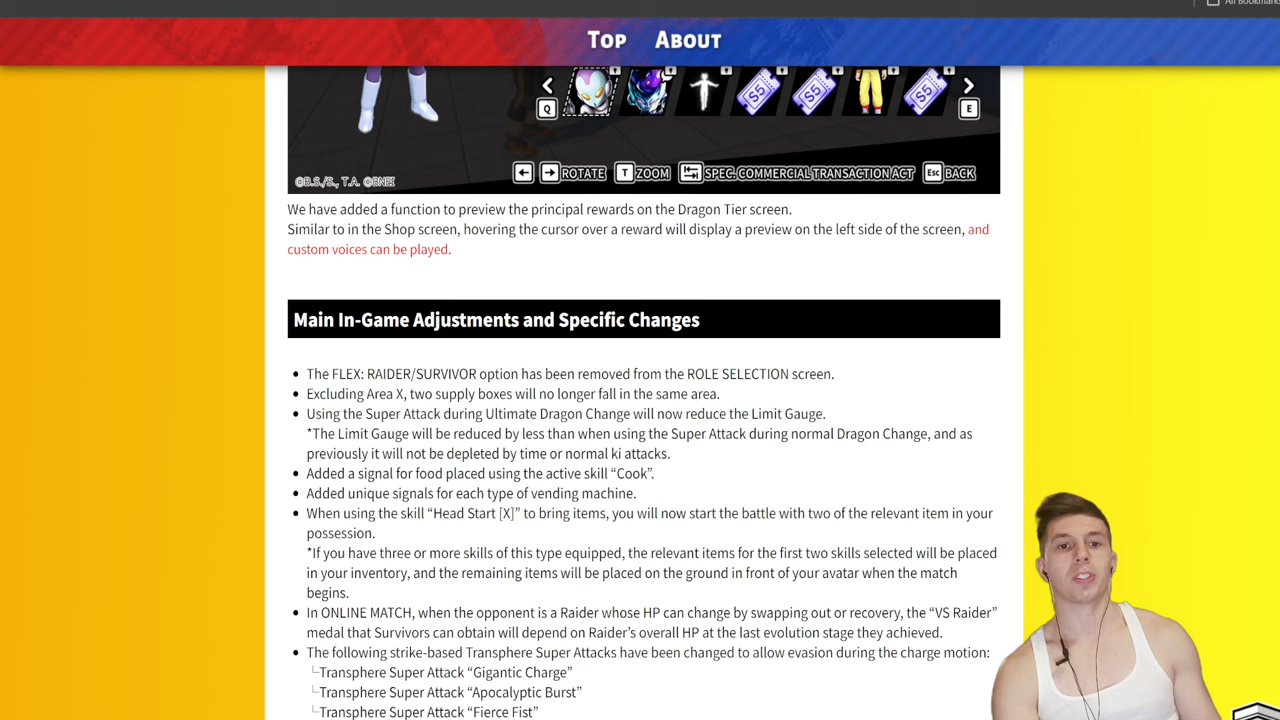 All Bookmarks
TOP ABOUT
S5 S5 S5
Q E
T Esc
ROTATE ZOOM SPEC. COMMERCIAL TRANSACTION ACT BACK
©B.S./S., T.A. ©BNEI
We have added a function to preview the principal rewards on the Dragon Tier screen.
Similar to in the Shop screen, hovering the cursor over a reward will display a preview on the left side of the screen, and
custom voices can be played.
Main In-Game Adjustments and Specific Changes
The FLEX: RAIDER/SURVIVOR option has been removed from the ROLE SELECTION screen.
Excluding Area X, two supply boxes will no longer fall in the same area.
Using the Super Attack during Ultimate Dragon Change will now reduce the Limit Gauge.
*The Limit Gauge will be reduced by less than when using the Super Attack during normal Dragon Change, and as
previously it will not be depleted by time or normal ki attacks.
Added a signal for food placed using the active skill “Cook”.
Added unique signals for each type of vending machine.
When using the skill “Head Start [X]” to bring items, you will now start the battle with two of the relevant item in your
possession.
*If you have three or more skills of this type equipped, the relevant items for the first two skills selected will be placed
in your inventory, and the remaining items will be placed on the ground in front of your avatar when the match
begins.
In ONLINE MATCH, when the opponent is a Raider whose HP can change by swapping out or recovery, the “VS Raider”
medal that Survivors can obtain will depend on Raider’s overall HP at the last evolution stage they achieved.
The following strike-based Transphere Super Attacks have been changed to allow evasion during the charge motion:
└Transphere Super Attack “Gigantic Charge”
└Transphere Super Attack “Apocalyptic Burst”
└Transphere Super Attack “Fierce Fist”